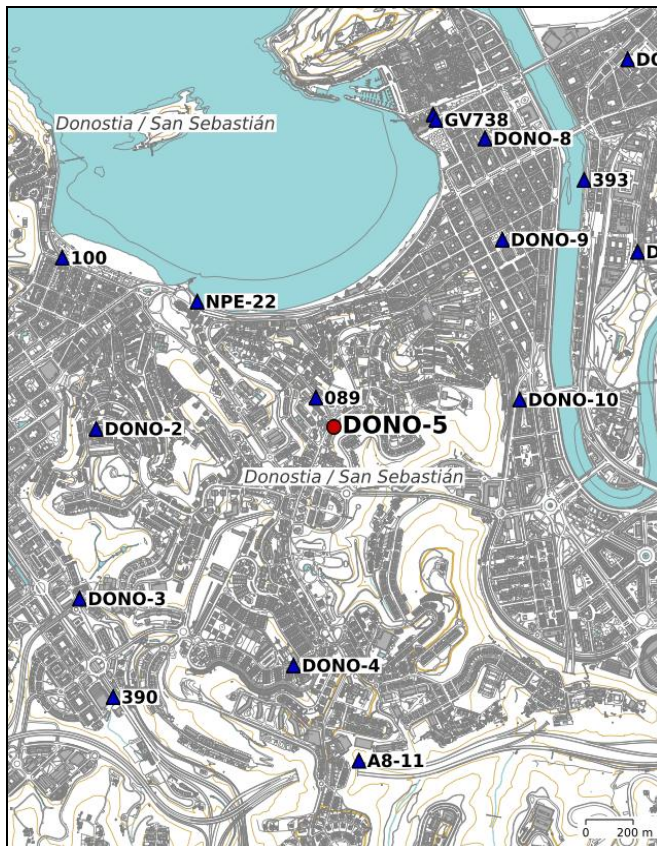 DO
GV738
Donostia / San Sebastián
DONO-8
393
DONO-9
D
100
NPE-22
089
DONO-10
DONO-5
DONO-2
Donostia / San Sebastián
DONO-3
DONO-4
390
A8-11
0 200 m